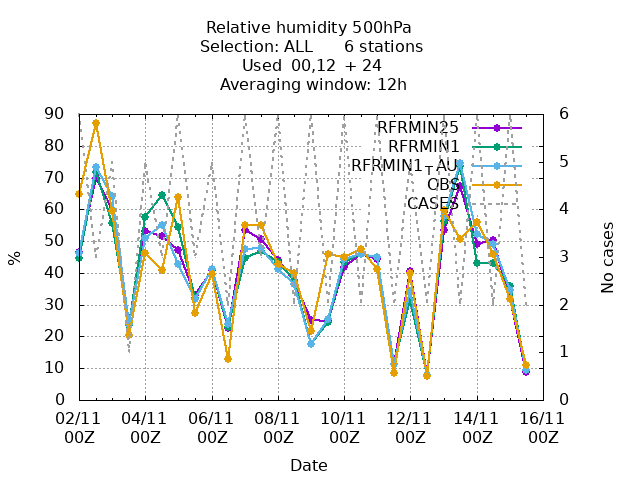 Relative humidity 500hPa
Selection: ALL 6 stations
Used 00,12 + 24
Averaging window: 12h
90 6
RFRMIN25
80
RFRMIN1
70 5
RFRMIN1_AU
OBS
60 4
CASES
50 3
%
No cases
40
30 2
20 1
10
0 0
02/11 04/11 06/11 08/11 10/11 12/11 14/11 16/11
00Z 00Z 00Z 00Z 00Z 00Z 00Z 00Z
Date